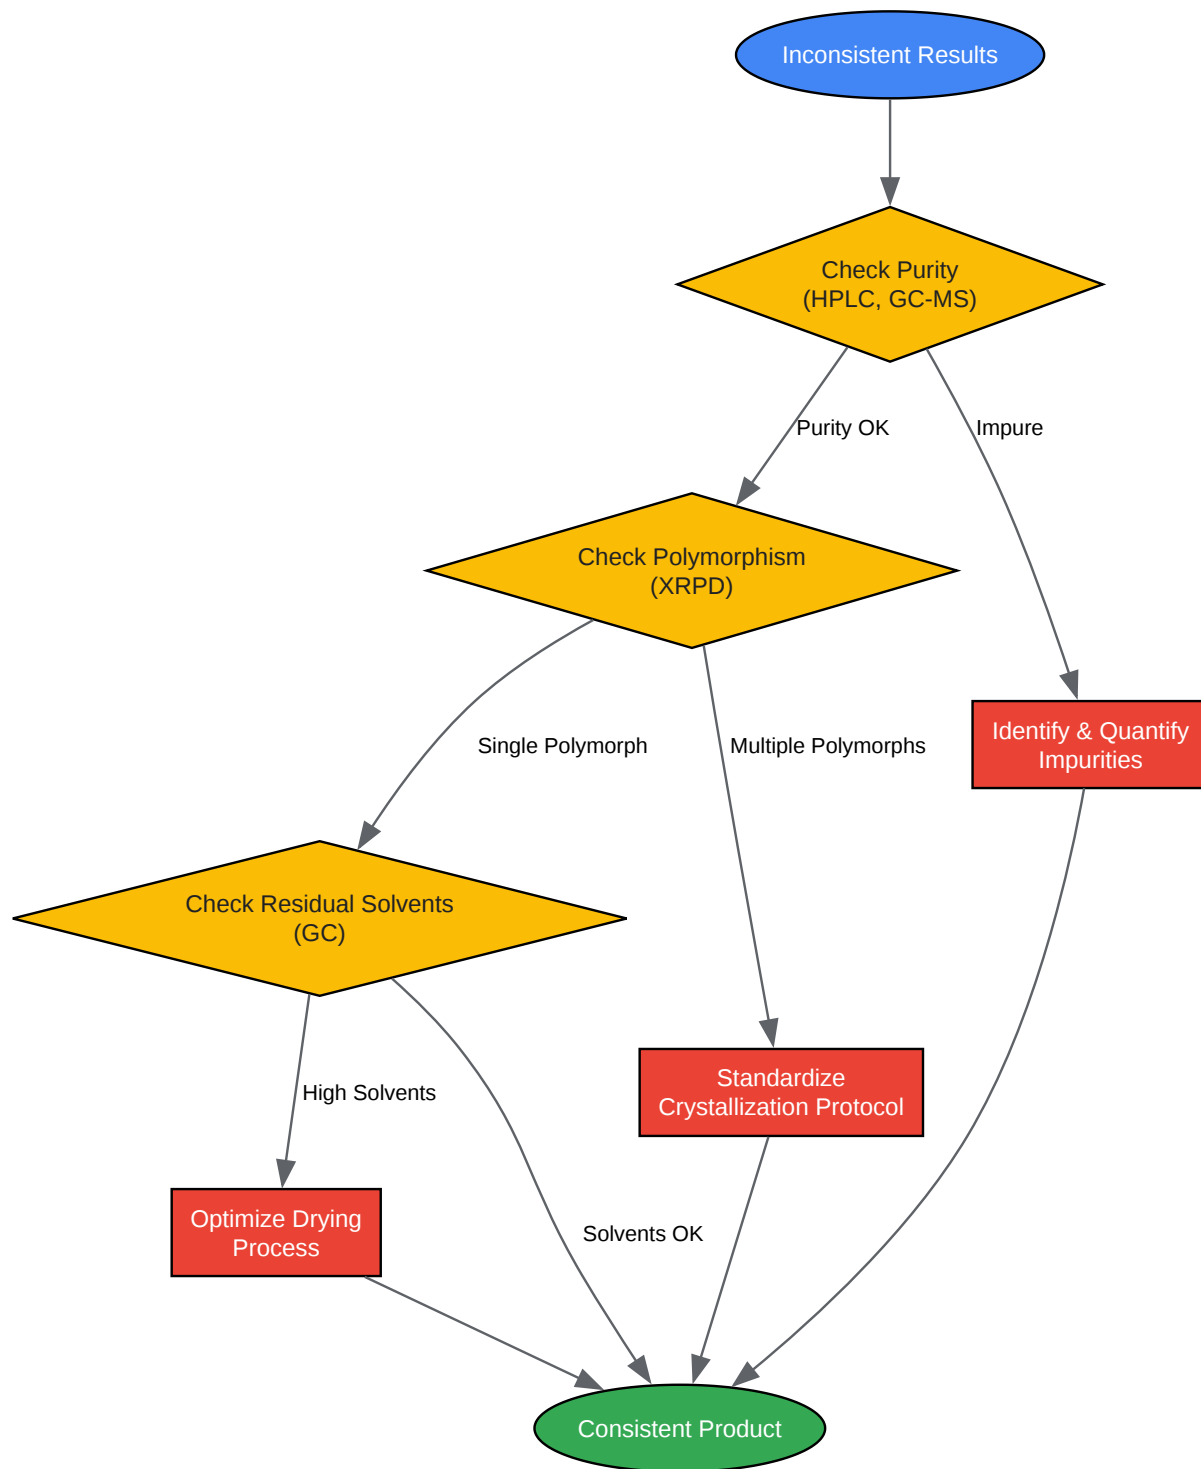 Inconsistent Results
Check Purity
(HPLC, GC-MS)
Purity OK
Impure
Check Polymorphism
(XRPD)
Single Polymorph
Multiple Polymorphs
Identify & Quantify
Impurities
Check Residual Solvents
(GC)
High Solvents
Standardize
Crystallization Protocol
Optimize Drying
Process
Solvents OK
Consistent Product